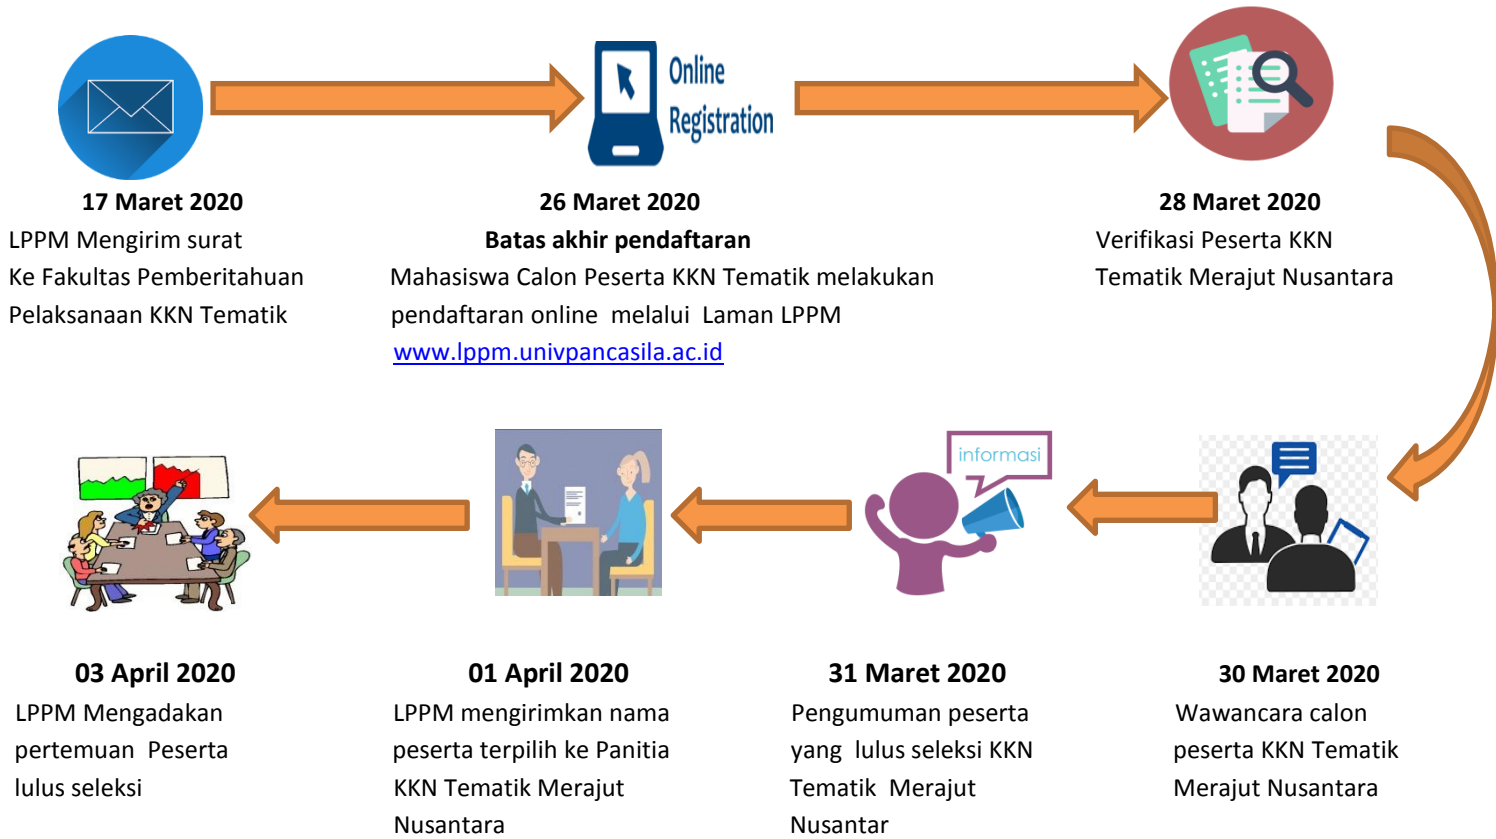 Online
Registration
17 Maret 2020
LPPM Mengirim surat
Ke Fakultas Pemberitahuan
Pelaksanaan KKN Tematik
26 Maret 2020
Batas akhir pendaftaran
Mahasiswa Calon Peserta KKN Tematik melakukan
pendaftaran online melalui Laman LPPM
www.lppm.univpancasila.ac.id
28 Maret 2020
Verifikasi Peserta KKN
Tematik Merajut Nusantara
informasi
30 Maret 2020
Wawancara calon
peserta KKN Tematik
Merajut Nusantara
31 Maret 2020
Pengumuman peserta
yang lulus seleksi KKN
Tematik Merajut
Nusantar
01 April 2020
LPPM mengirimkan nama
peserta terpilih ke Panitia
KKN Tematik Merajut
Nusantara
03 April 2020
LPPM Mengadakan
pertemuan Peserta
lulus seleksi